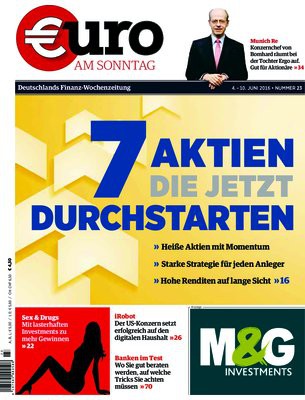 €uro
AM SONNTAG
Munich Re
Konzernchef von
Bomhard räumt bei
der Tochter Ergo auf.
Gut für Aktionäre »34
Deutschlands Finanz-Wochenzeitung
4. – 10. JUNI 2016 • NUMMER 23
7 AKTIEN
DIE JETZT
DURCHSTARTEN
» Heiße Aktien mit Momentum
» Starke Strategie für jeden Anleger
» Hohe Renditen auf lange Sicht »16
€ 4,50
Sex & Drugs
Mit lasterhaften
Investments zu
mehr Gewinnen
»22
iRobot
Der US-Konzern setzt
erfolgreich auf den
digitalen Haushalt »26
Banken im Test
Wo Sie gut beraten
werden, auf welche
Tricks Sie achten
müssen »70
Anzeige
M&G
INVESTMENTS